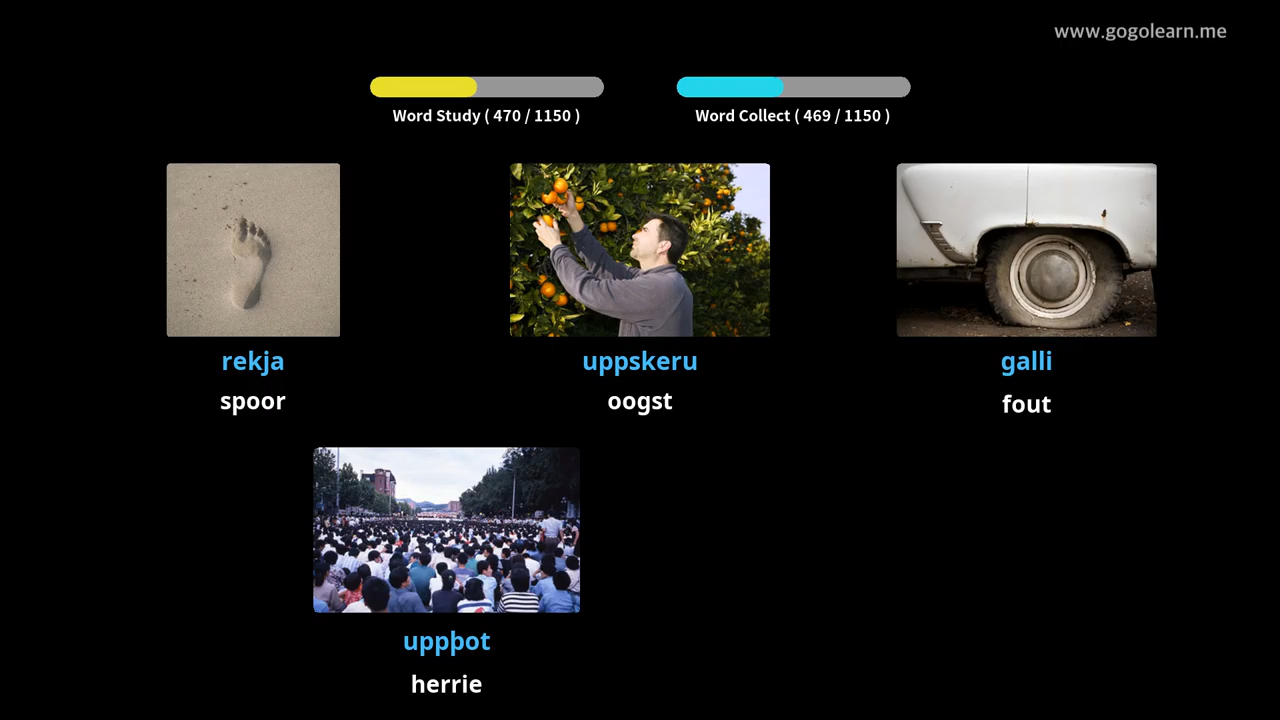 www.gogolearn.me
Word Study ( 470 / 1150 )
Word Collect ( 469 / 1150 )
rekja
spoor
uppskeru
oogst
galli
fout
uppþot
herrie